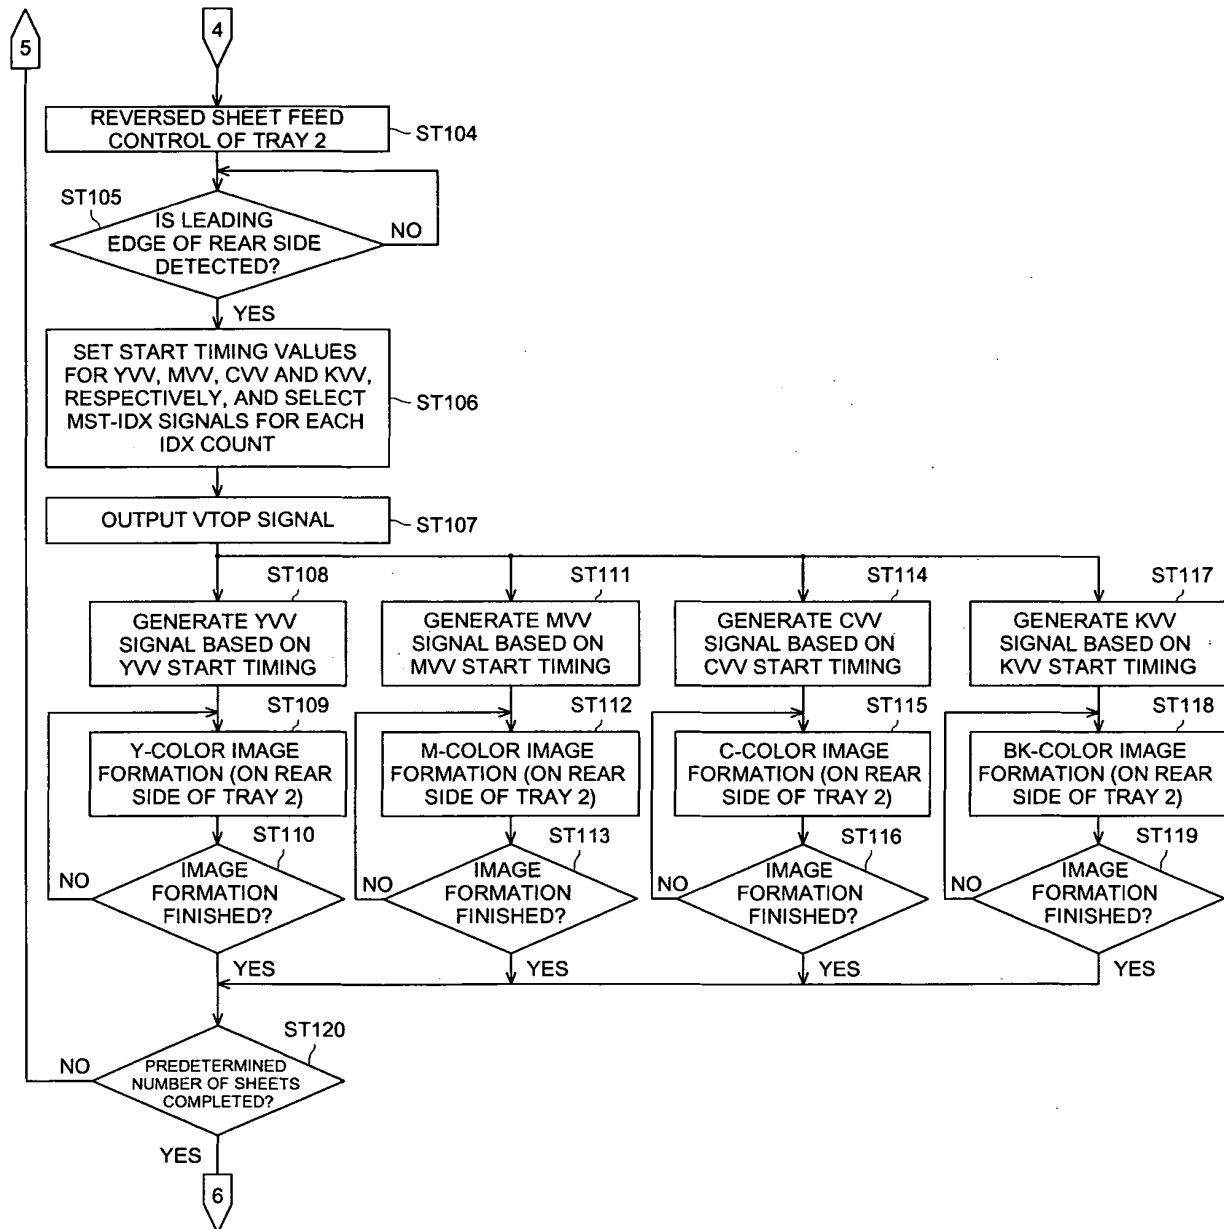 5
4
REVERSED SHEET FEED
CONTROL OF TRAY 2
ST104
ST105
IS LEADING
EDGE OF REAR SIDE
DETECTED?
NO
YES
SET START TIMING VALUES
FOR YVV, MVV, CVV AND KVV,
RESPECTIVELY, AND SELECT
MST-IDX SIGNALS FOR EACH
IDX COUNT
ST106
OUTPUT VTOP SIGNAL
ST107
ST108
GENERATE YVV
SIGNAL BASED ON
YVV START TIMING
ST111
GENERATE MVV
SIGNAL BASED ON
MVV START TIMING
ST114
GENERATE CVV
SIGNAL BASED ON
CVV START TIMING
ST117
GENERATE KVV
SIGNAL BASED ON
KVV START TIMING
ST109
Y-COLOR IMAGE
FORMATION (ON REAR
SIDE OF TRAY 2)
ST112
M-COLOR IMAGE
FORMATION (ON REAR
SIDE OF TRAY 2)
ST115
C-COLOR IMAGE
FORMATION (ON REAR
SIDE OF TRAY 2)
ST118
BK-COLOR IMAGE
FORMATION (ON REAR
SIDE OF TRAY 2)
ST110
NO
IMAGE
FORMATION
FINISHED?
YES
ST113
NO
IMAGE
FORMATION
FINISHED?
YES
ST116
NO
IMAGE
FORMATION
FINISHED?
YES
ST119
NO
IMAGE
FORMATION
FINISHED?
YES
ST120
NO
PREDETERMINED
NUMBER OF SHEETS
COMPLETED?
YES
6